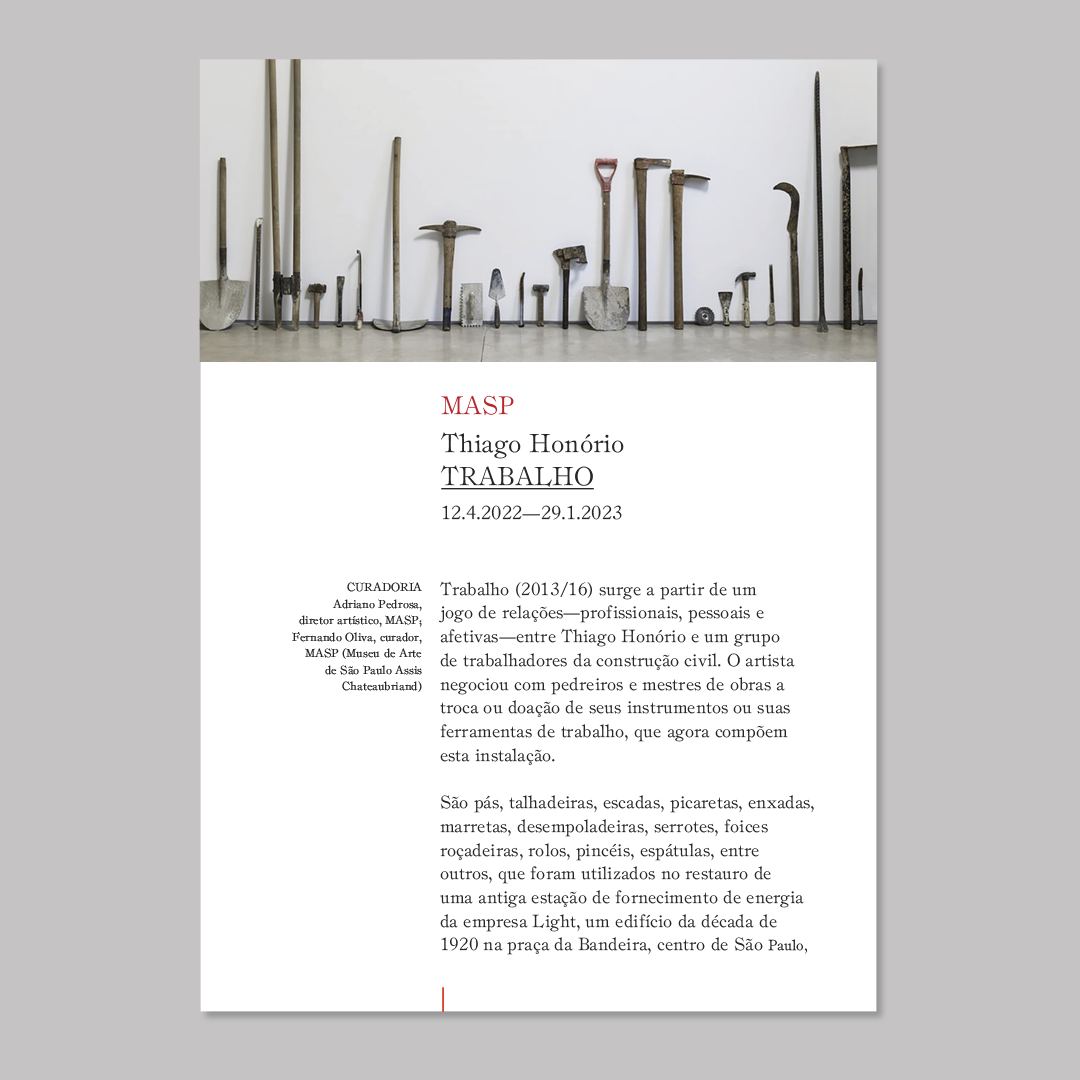 MASP
Thiago Honório
TRABALHO
12.4.2022—29.1.2023
CURADORIA
Adriano Pedrosa,
diretor artístico, MASP;
Fernando Oliva, curador,
MASP (Museu de Arte
de São Paulo Assis
Chateaubriand)
Trabalho (2013/16) surge a partir de um
jogo de relações—profissionais, pessoais e
afetivas—entre Thiago Honório e um grupo
de trabalhadores da construção civil. O artista
negociou com pedreiros e mestres de obras a
troca ou doação de seus instrumentos ou suas
ferramentas de trabalho, que agora compõem
esta instalação.
São pás, talhadeiras, escadas, picaretas, enxadas,
marretas, desempoladeiras, serrotes, foices
roçadeiras, rolos, pincéis, espátulas, entre
outros, que foram utilizados no restauro de
uma antiga estação de fornecimento de energia
da empresa Light, um edifício da década de
1920 na praça da Bandeira, centro de São Paulo,